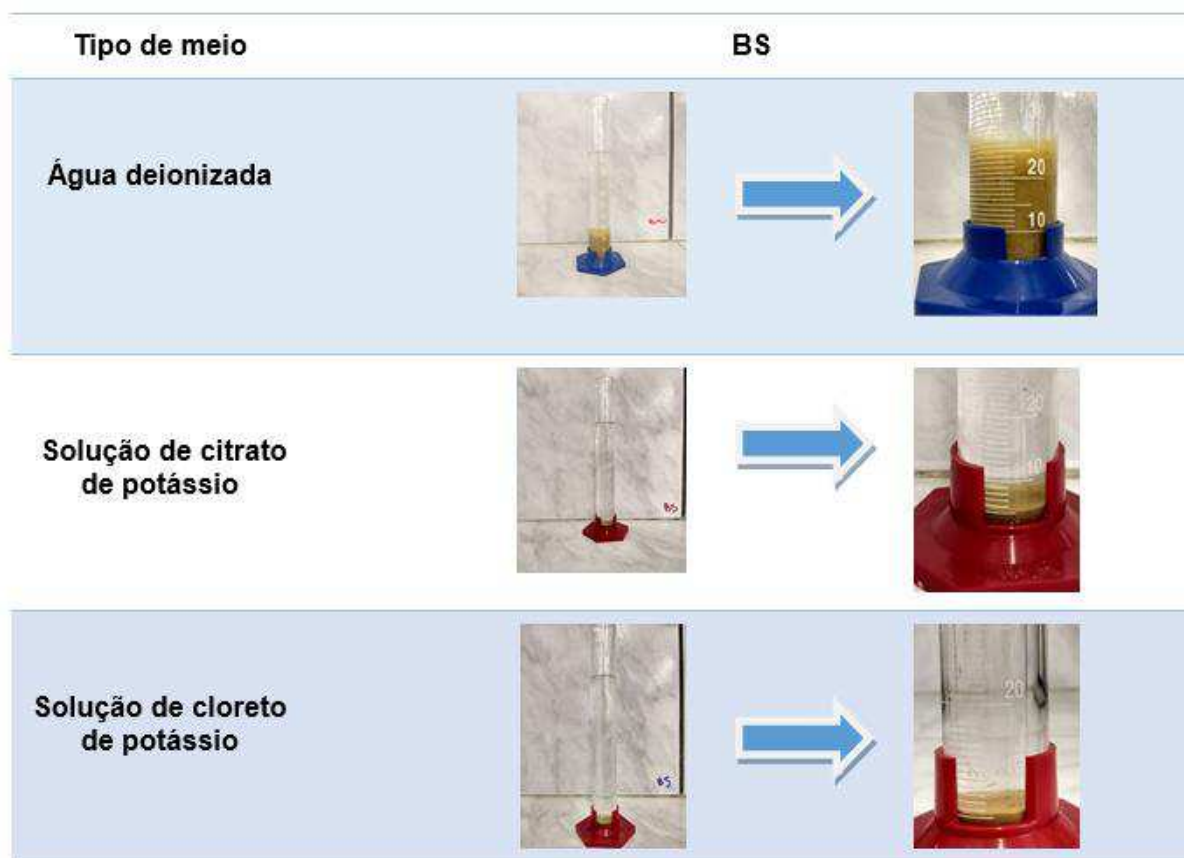 Tipo de meio
BS
Água deionizada
20
10
Solução de citrato
de potássio
BS
20
10
Solução de cloreto
de potássio
BS
20